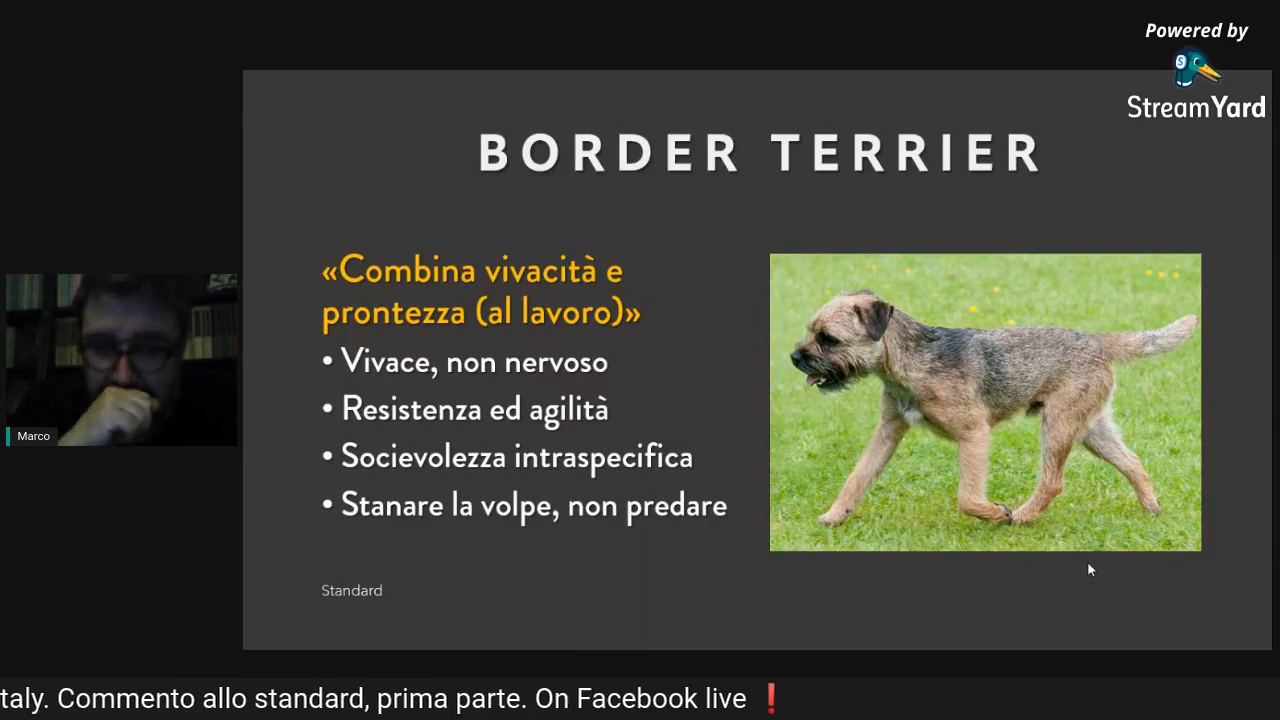 Powered by
StreamYard
BORDER TERRIER
«Combina vivacità e
prontezza (al lavoro)»
• Vivace, non nervoso
• Resistenza ed agilità
• Socievolezza intraspecifica
• Stanare la volpe, non predare
Standard
Marco
taly. Commento allo standard, prima parte. On Facebook live ❗